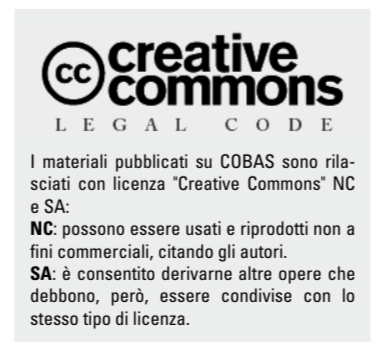 cc creative
commons
LEGAL CODE
I materiali pubblicati su COBAS sono rila-
sciati con licenza "Creative Commons" NC
e SA:
NC: possono essere usati e riprodotti non a
fini commerciali, citando gli autori.
SA: è consentito derivarne altre opere che
debbono, però, essere condivise con lo
stesso tipo di licenza.